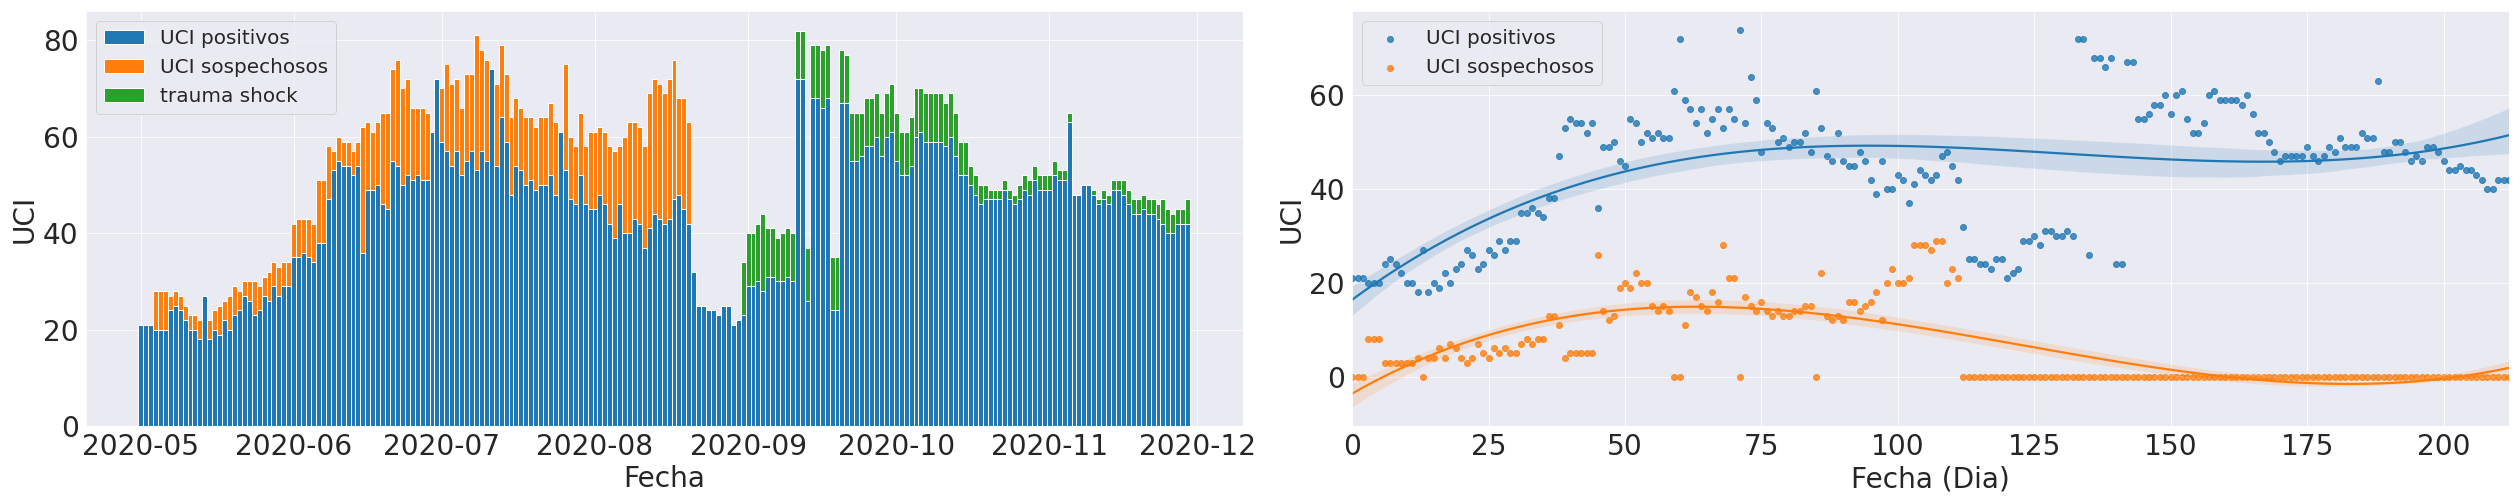 UCI positivos
UCI sospechosos
trauma shock
80
60
40
20
0
UCI
2020-05 2020-06 2020-07 2020-08 2020-09 2020-10 2020-11 2020-12
Fecha
UCI positivos
UCI sospechosos
60
40
20
0
UCI
0 25 50 75 100 125 150 175 200
Fecha (Dia)